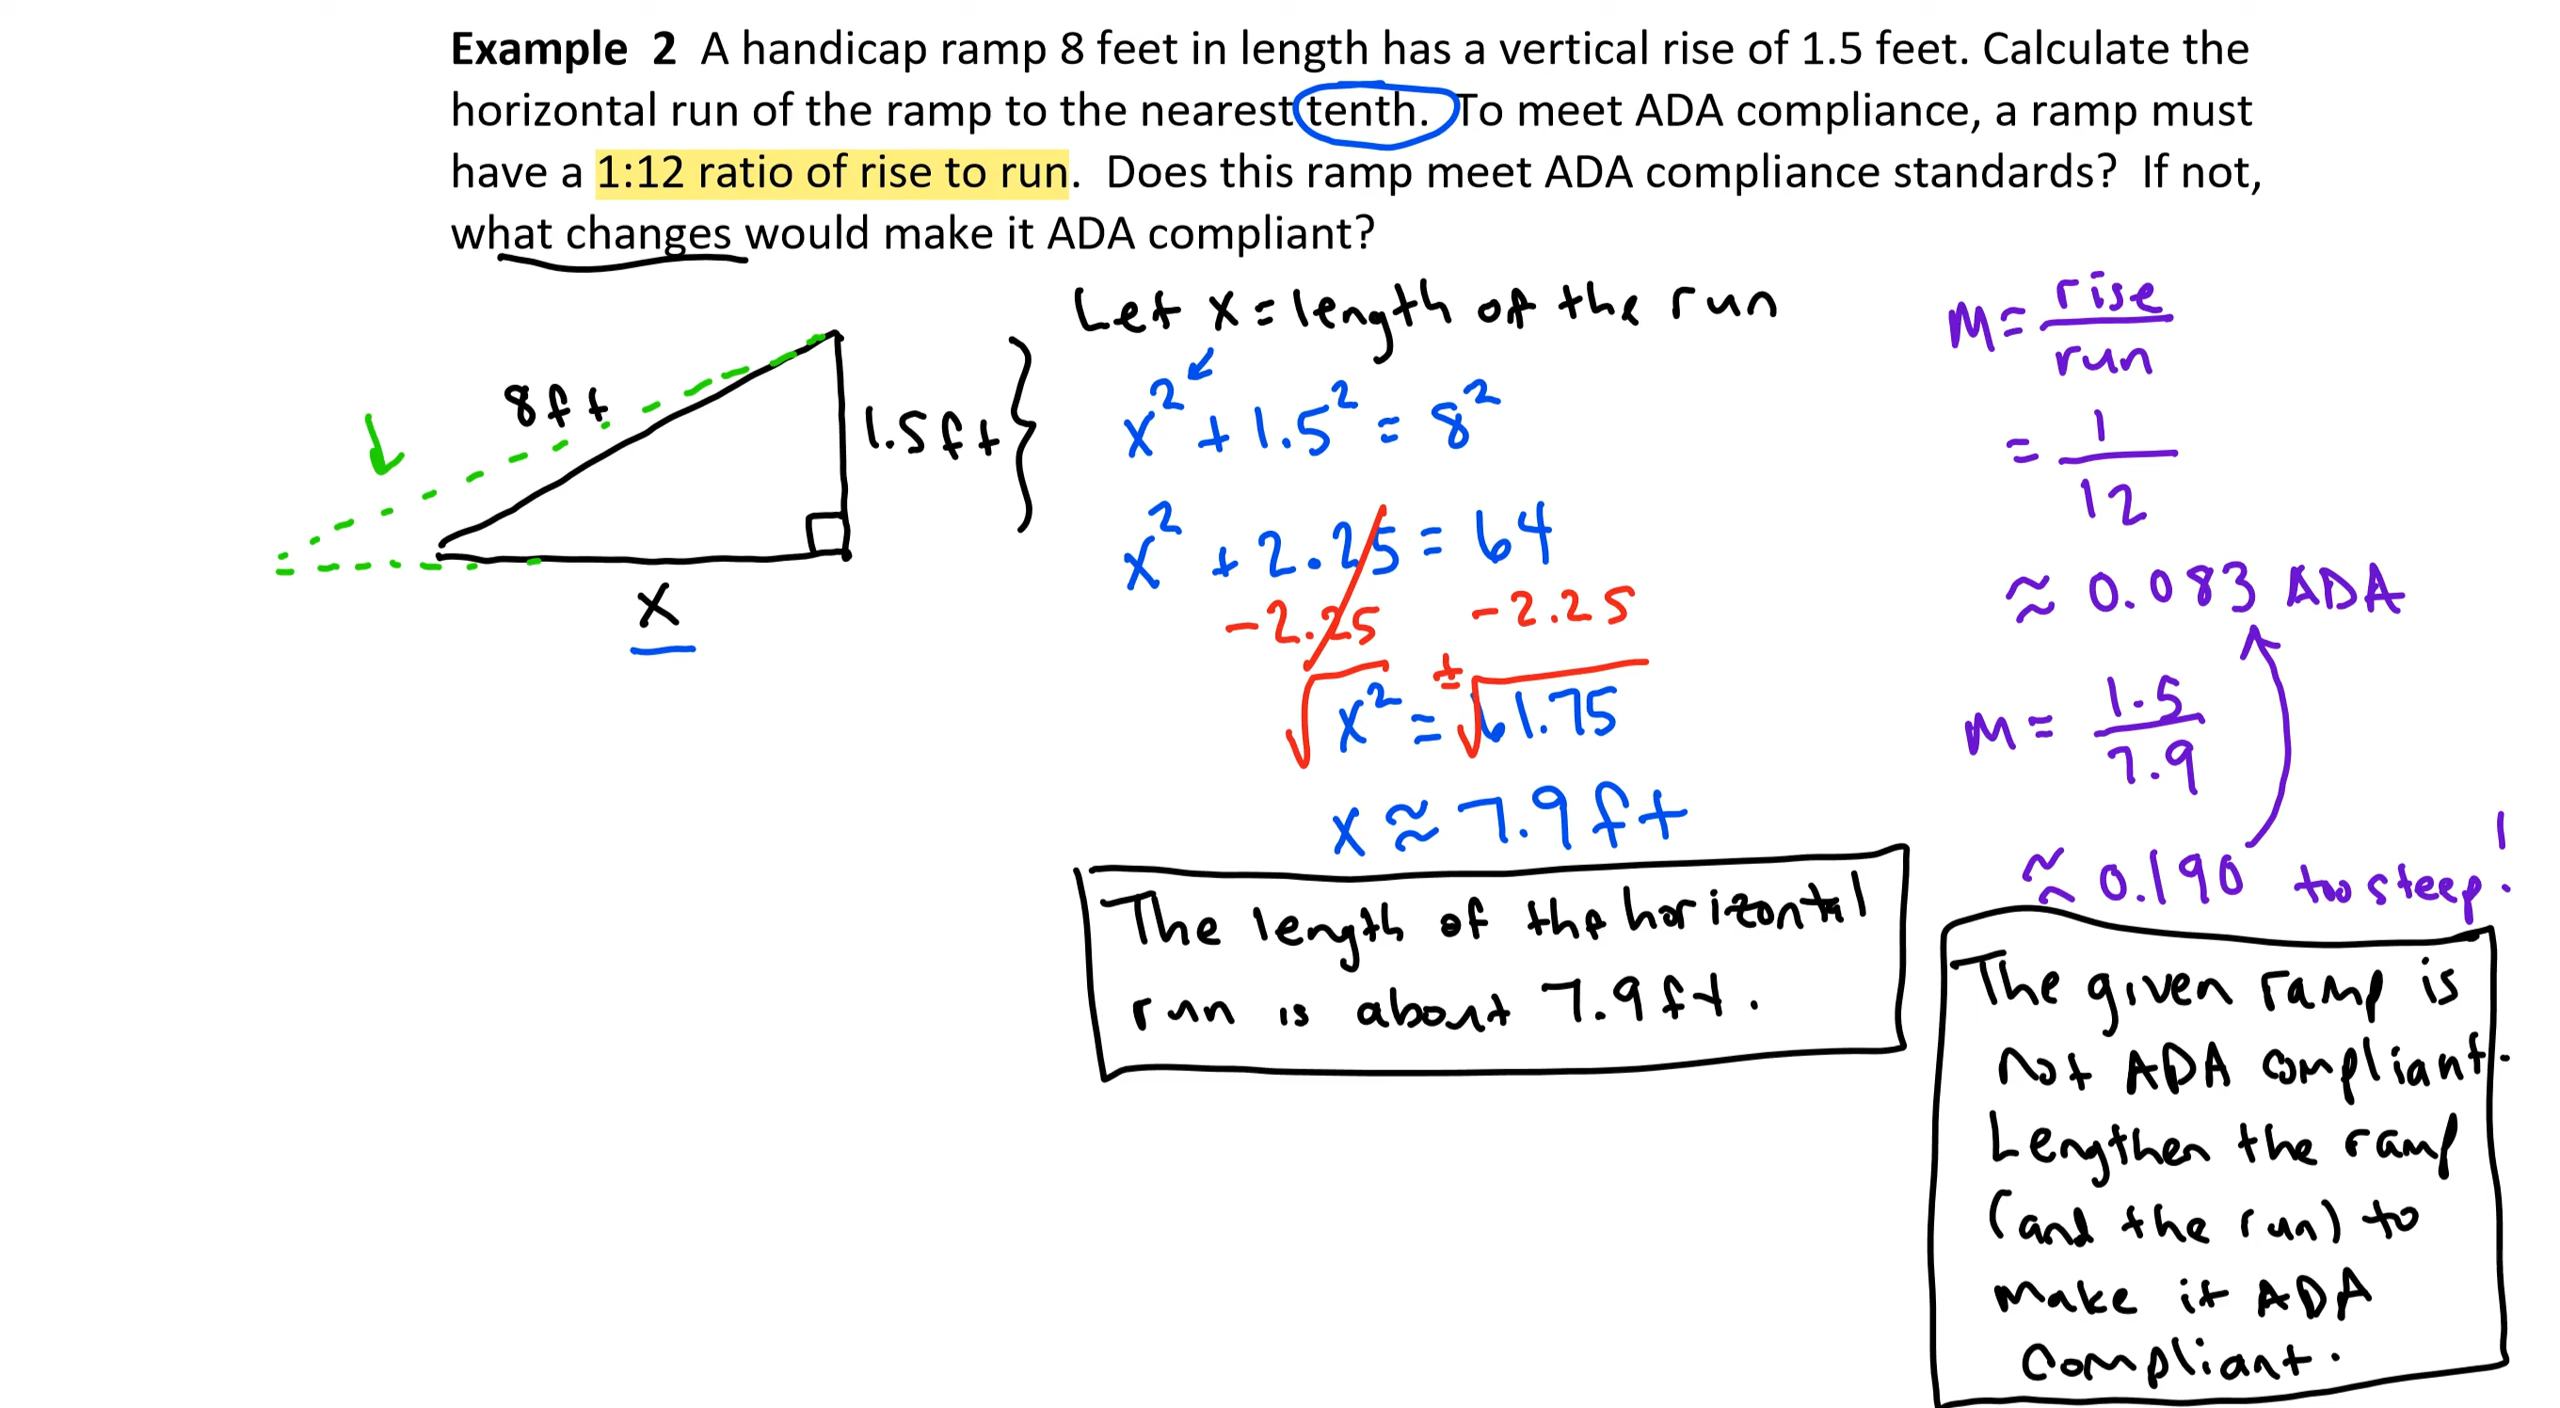 Example 2 A handicap ramp 8 feet in length has a vertical rise of 1.5 feet. Calculate the
horizontal run of the ramp to the nearest tenth. To meet ADA compliance, a ramp must
have a 1:12 ratio of rise to run. Does this ramp meet ADA compliance standards? If not,
what changes would make it ADA compliant?
8ft
1.5ft
x
Let x = length of the run
x² + 1.5² = 8²
x² + 2.25 = 64
-2.25 -2.25
√x² = ±√61.75
x ≈ 7.9 ft
The length of the horizontal
run is about 7.9 ft.
M = rise/run
= 1/12
≈ 0.083 ADA
M = 1.5/7.9
≈ 0.190 too steep!
The given ramp is
not ADA compliant.
Lengthen the ramp
(and the run) to
make it ADA
compliant.